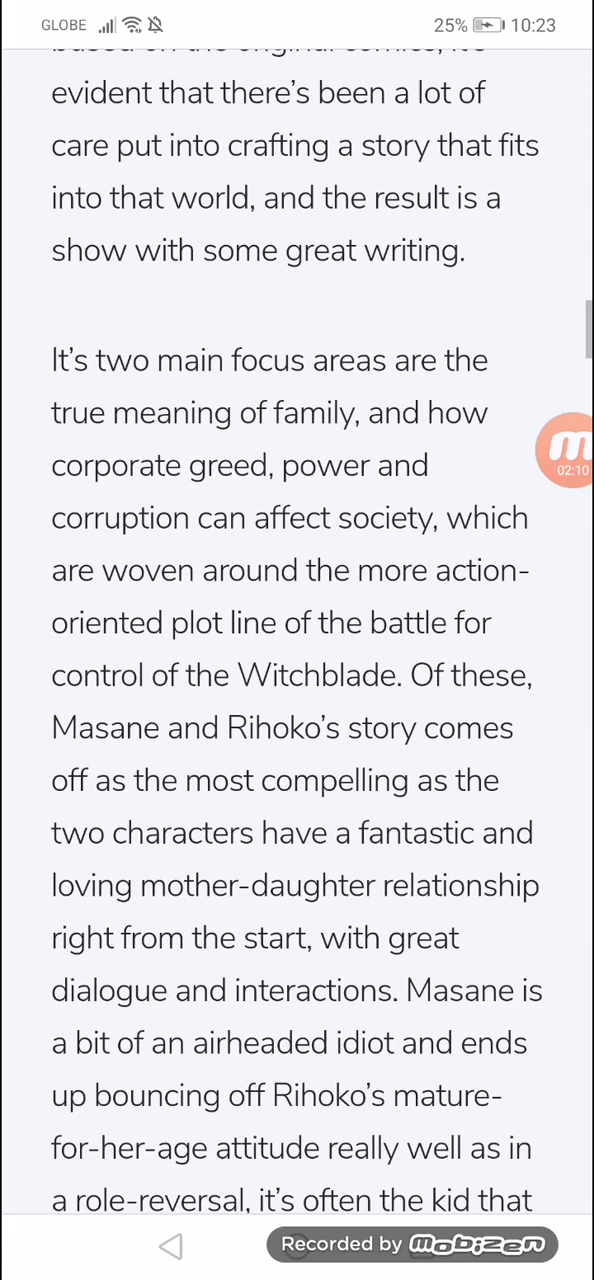 GLOBE 25% 10:23
evident that there's been a lot of
care put into crafting a story that fits
into that world, and the result is a
show with some great writing.
It's two main focus areas are the
true meaning of family, and how
corporate greed, power and
corruption can affect society, which
are woven around the more action-
oriented plot line of the battle for
control of the Witchblade. Of these,
Masane and Rihoko's story comes
off as the most compelling as the
two characters have a fantastic and
loving mother-daughter relationship
right from the start, with great
dialogue and interactions. Masane is
a bit of an airheaded idiot and ends
up bouncing off Rihoko's mature-
for-her-age attitude really well as in
a role-reversal, it's often the kid that
m
02:10
Recorded by mobizen